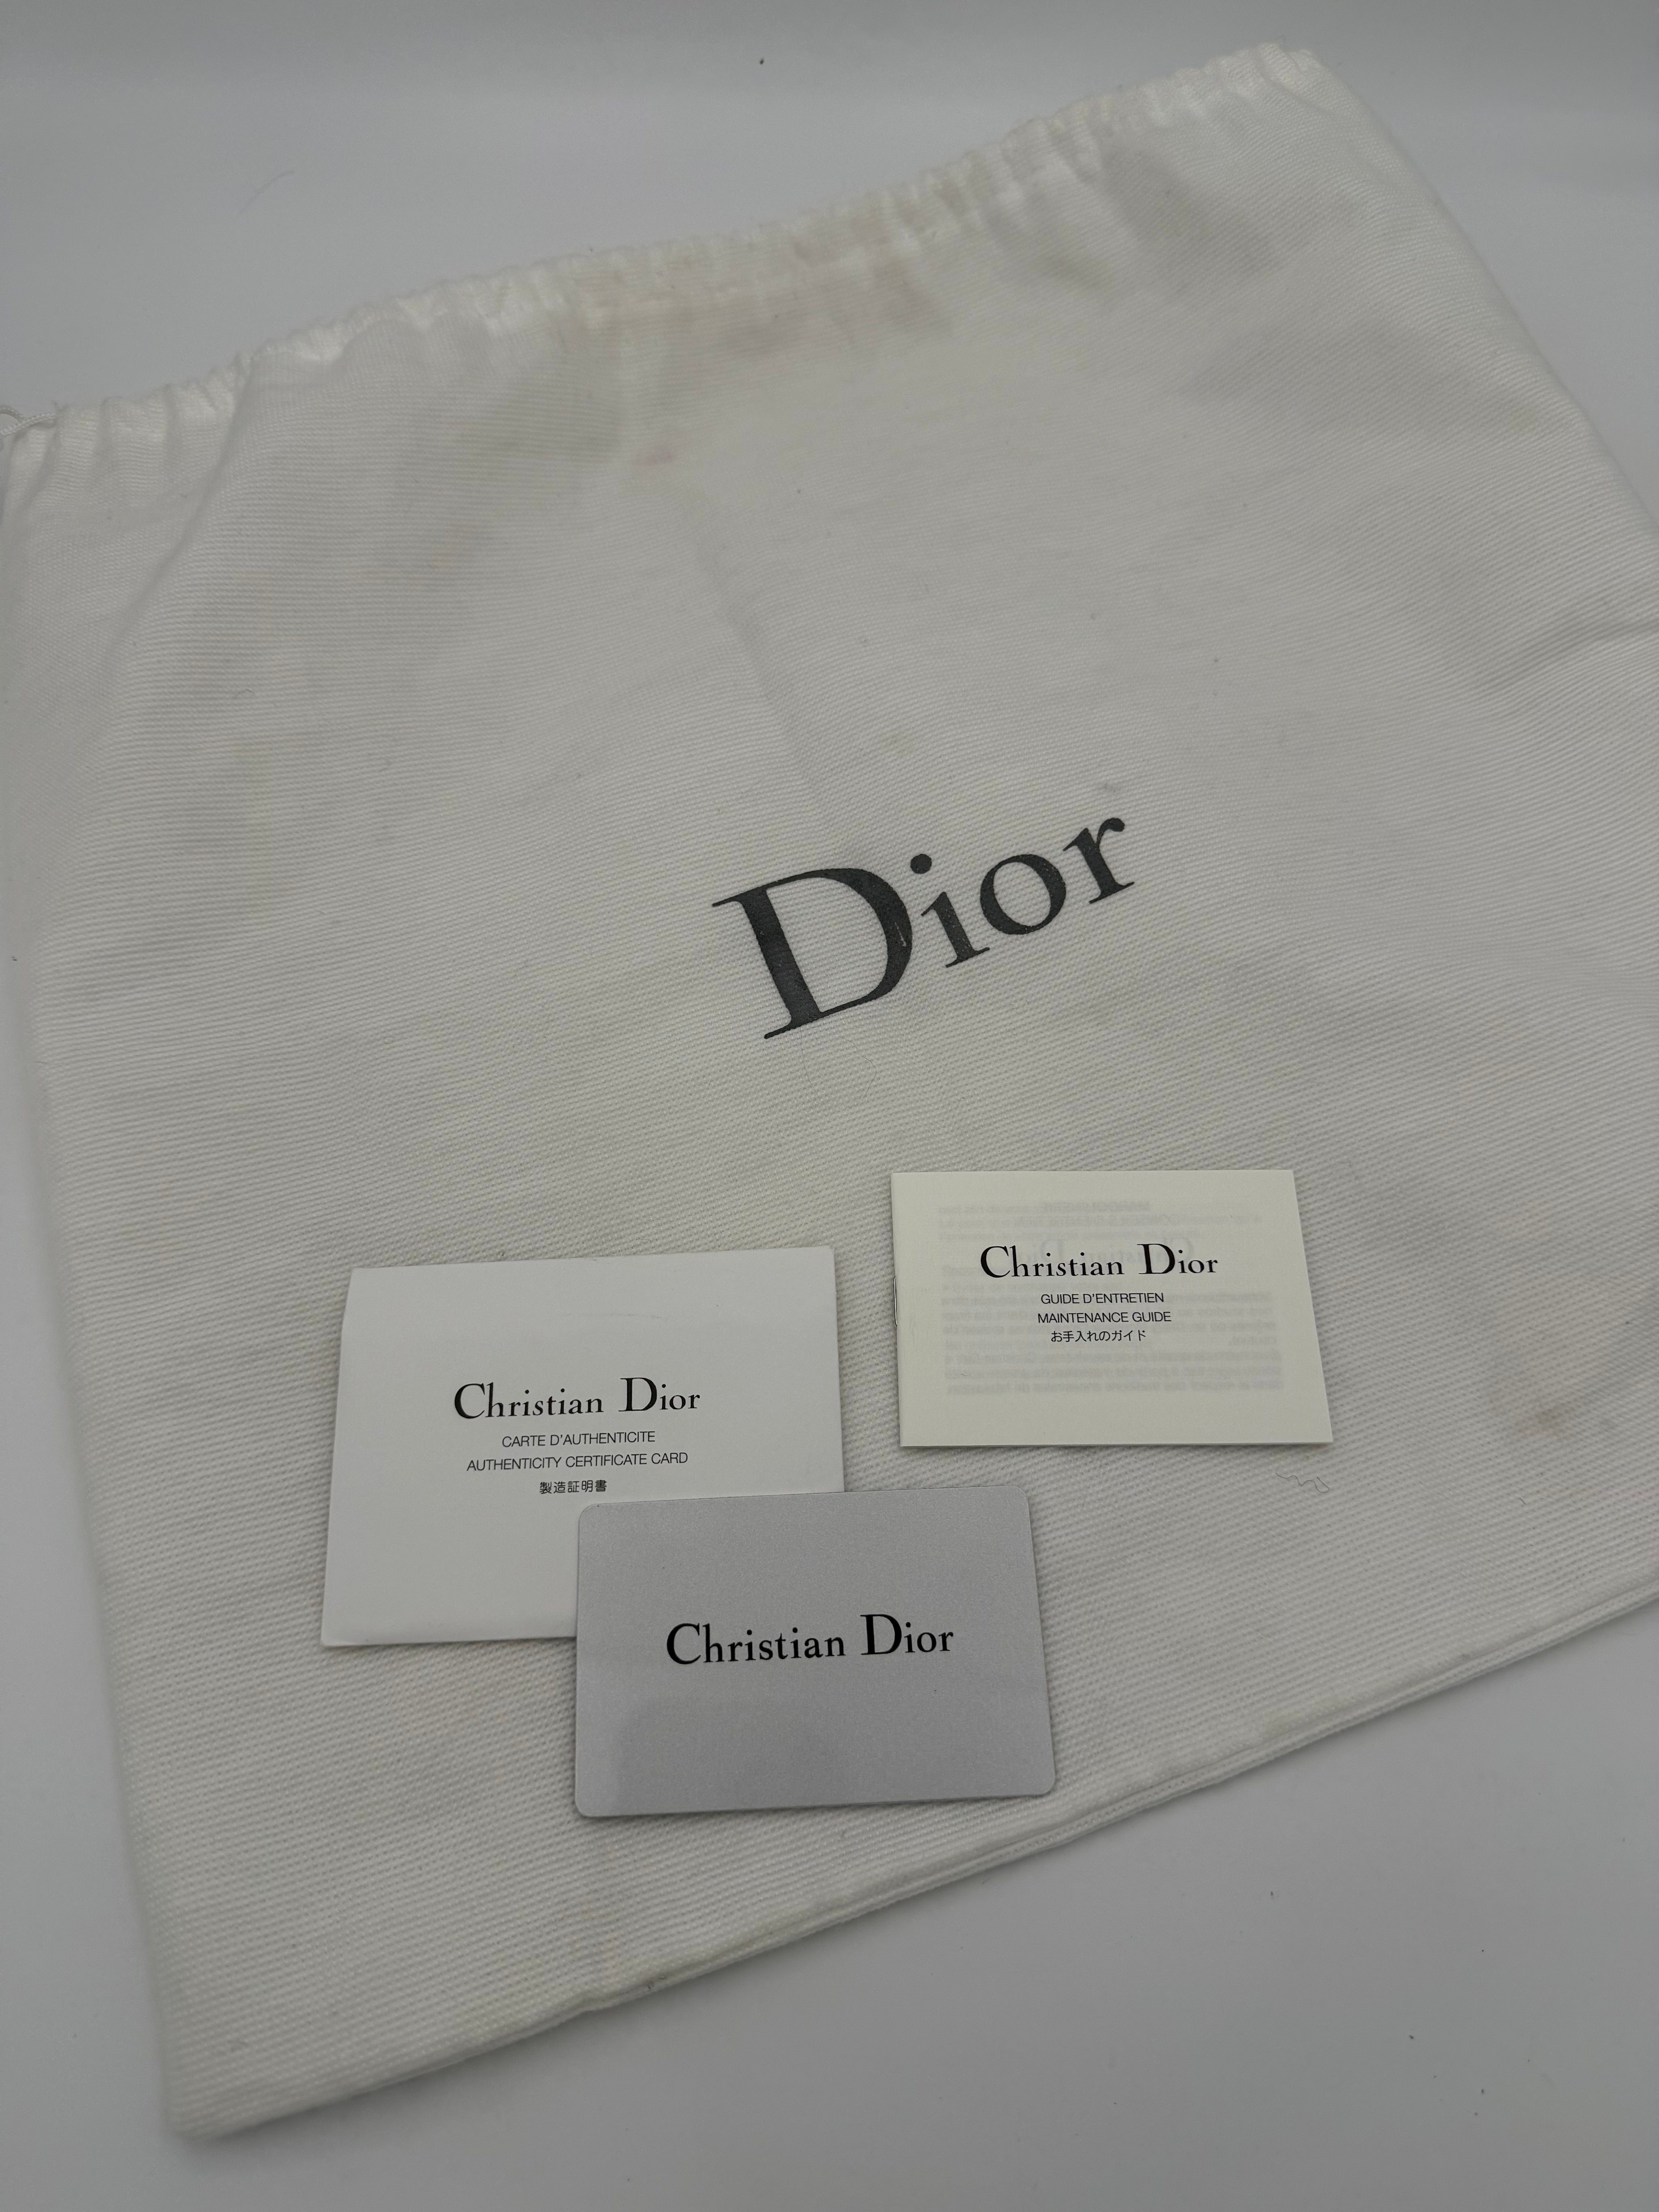 Dior
Christian Dior
GUIDE D'ENTRETIEN
MAINTENANCE GUIDE
お手入れのガイド
Christian Dior
CARTE D'AUTHENTICITE
AUTHENTICITY CERTIFICATE CARD
製造証明書
Christian Dior